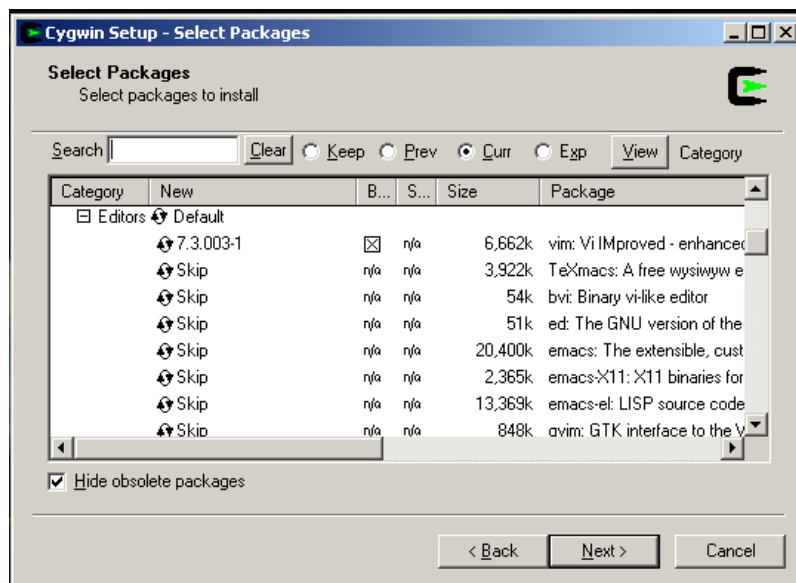 Cygwin Setup - Select Packages
Select Packages
Select packages to install
Search Clear Keep Prev Curr Exp View Category
Category New B... S... Size Package
Editors Default
7.3.003-1 n/a 6,662k vim: Vi IMproved - enhanced
Skip n/a n/a 3,922k TeXmacs: A free wysiwyw e
Skip n/a n/a 54k bvi: Binary vi-like editor
Skip n/a n/a 51k ed: The GNU version of the
Skip n/a n/a 20,400k emacs: The extensible, cust
Skip n/a n/a 2,365k emacs-X11: X11 binaries for
Skip n/a n/a 13,369k emacs-el: LISP source code
Skip n/a n/a 848k gvim: GTK interface to the V
Hide obsolete packages
< Back Next > Cancel